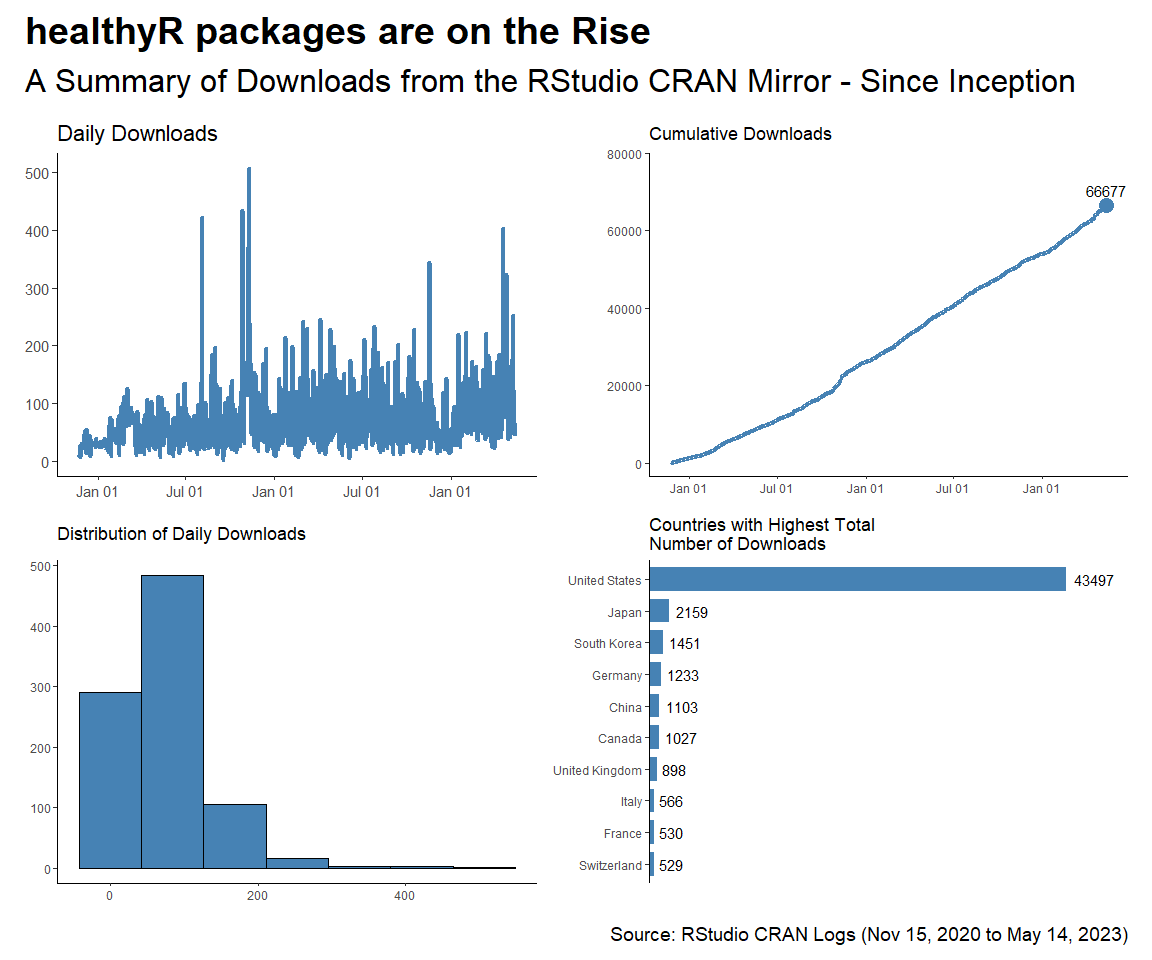 healthyR packages are on the Rise
A Summary of Downloads from the RStudio CRAN Mirror - Since Inception
Daily Downloads
500
400
300
200
100
0
Jan 01 Jul 01 Jan 01 Jul 01 Jan 01
Cumulative Downloads
80000
60000
40000
20000
0
66677
Jan 01 Jul 01 Jan 01 Jul 01 Jan 01
Distribution of Daily Downloads
500
400
300
200
100
0
0 200 400
Countries with Highest Total
Number of Downloads
United States 43497
Japan 2159
South Korea 1451
Germany 1233
China 1103
Canada 1027
United Kingdom 898
Italy 566
France 530
Switzerland 529
Source: RStudio CRAN Logs (Nov 15, 2020 to May 14, 2023)